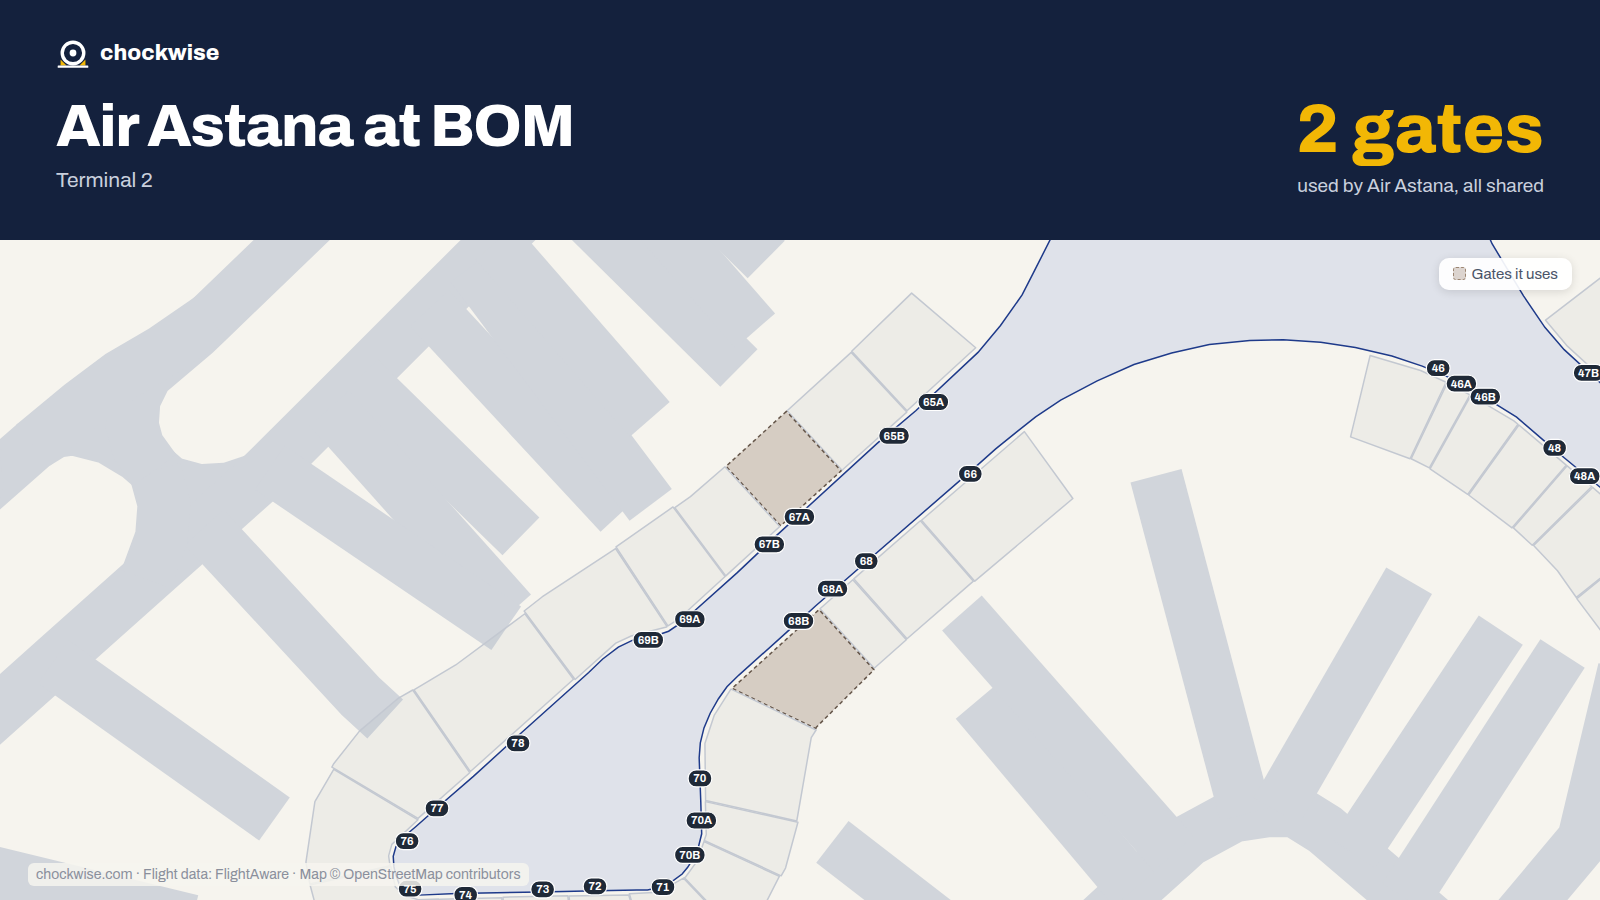 chockwise
Air Astana at BOM
Terminal 2
2 gates
used by Air Astana, all shared
Gates it uses
46
47B
46A
46B
65A
65B
48
66
48A
67A
67B
68
68A
69A
68B
69B
78
70
77
70A
76
70B
chockwise.com · Flight data: FlightAware · Map © OpenStreetMap contributors
75
74
73
72
71